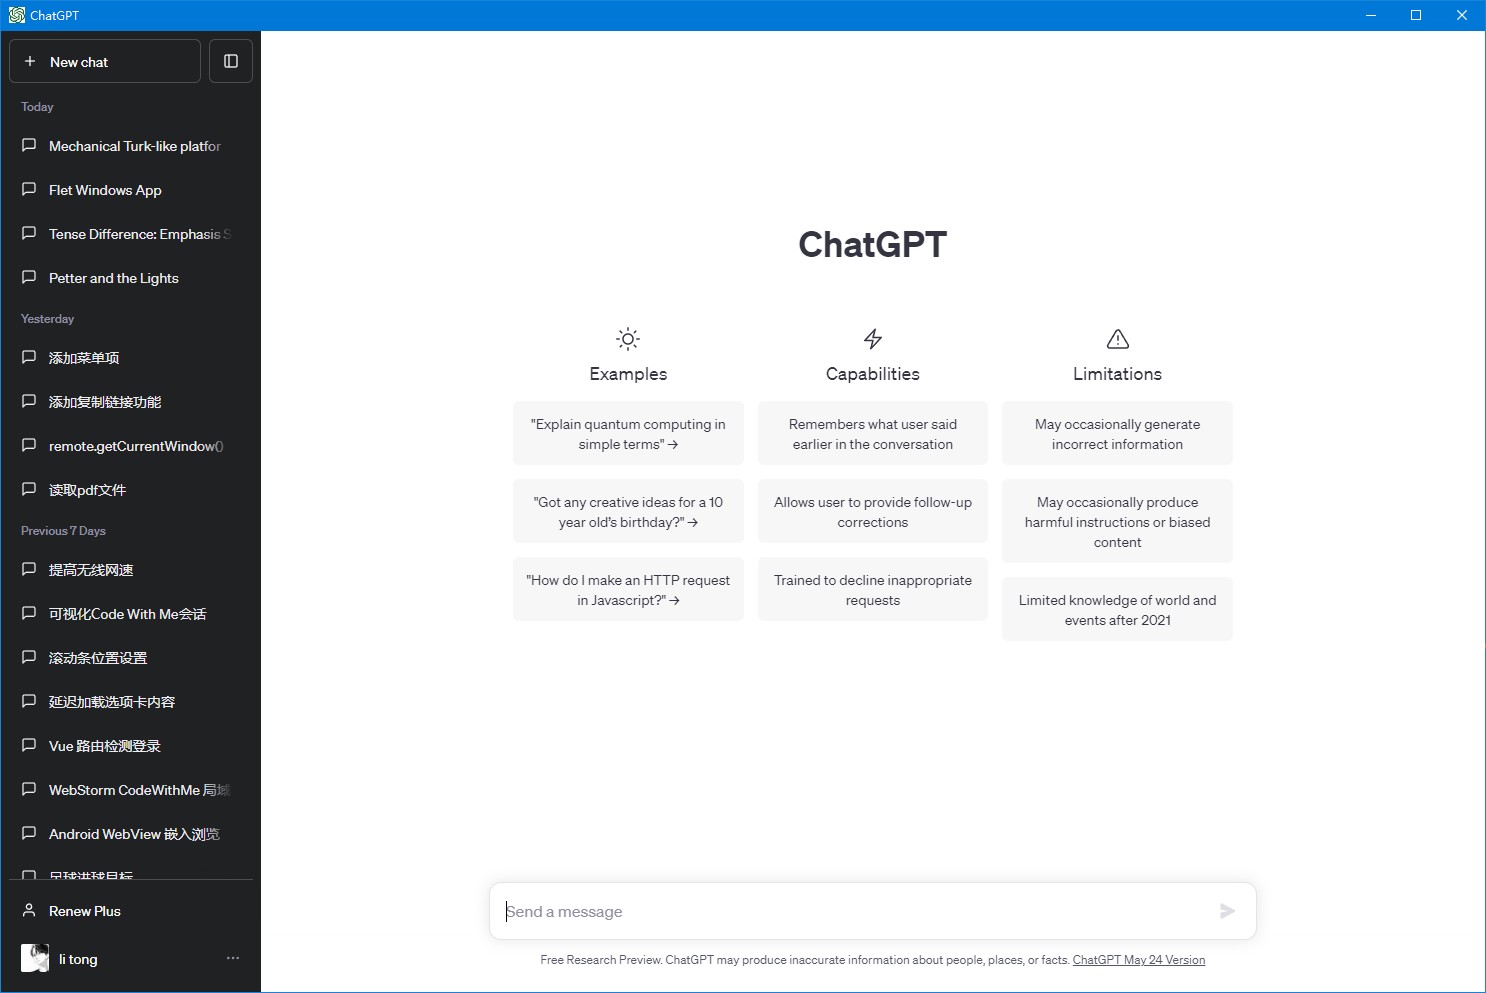 ChatGPT
New chat
Today
Mechanical Turk-like platfor
Flet Windows App
Tense Difference: Emphasis S
Petter and the Lights
Yesterday
添加菜单项
添加复制链接功能
remote.getCurrentWindow()
读取pdf文件
Previous 7 Days
提高无线网速
可视化Code With Me会话
滚动条位置设置
延迟加载选项卡内容
Vue 路由检测登录
WebStorm CodeWithMe 局域
Android WebView 嵌入浏览
足球进球目标
Renew Plus
li tong
ChatGPT
Examples
"Explain quantum computing in
simple terms" →
"Got any creative ideas for a 10
year old’s birthday?" →
"How do I make an HTTP request
in Javascript?" →
Capabilities
Remembers what user said
earlier in the conversation
Allows user to provide follow-up
corrections
Trained to decline inappropriate
requests
Limitations
May occasionally generate
incorrect information
May occasionally produce
harmful instructions or biased
content
Limited knowledge of world and
events after 2021
Send a message
Free Research Preview. ChatGPT may produce inaccurate information about people, places, or facts. ChatGPT May 24 Version